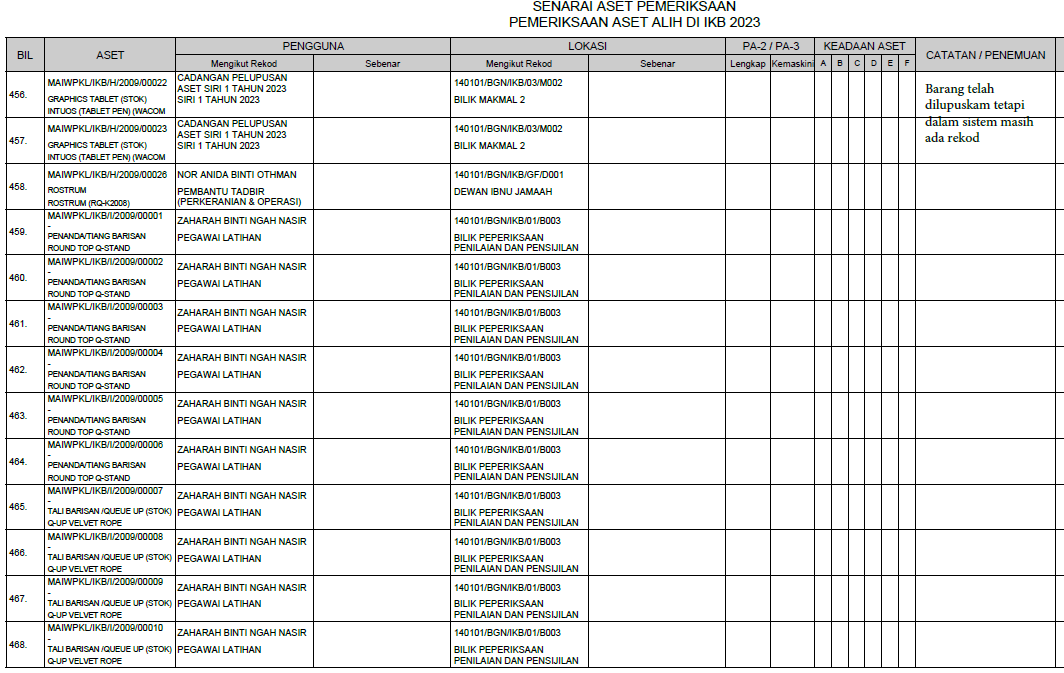 SENARAI ASET PEMERIKSAAN
PEMERIKSAAN ASET ALIH DI IKB 2023
BIL
ASET
PENGGUNA
LOKASI
PA-2 / PA-3
KEADAAN ASET
CATATAN / PENEMUAN
Mengikut Rekod
Sebenar
Mengikut Rekod
Sebenar
Lengkap
Kemaskini
A
B
C
D
E
F
456.
MAIWPKL/IKB/H/2009/00022
GRAPHICS TABLET (STOK)
INTUOS (TABLET PEN) (WACOM
CADANGAN PELUPUSAN
ASET SIRI 1 TAHUN 2023
SIRI 1 TAHUN 2023
140101/BGN/IKB/03/M002
BILIK MAKMAL 2
Barang telah
dilupuskam tetapi
dalam sistem masih
ada rekod
457.
MAIWPKL/IKB/H/2009/00023
GRAPHICS TABLET (STOK)
INTUOS (TABLET PEN) (WACOM
CADANGAN PELUPUSAN
ASET SIRI 1 TAHUN 2023
SIRI 1 TAHUN 2023
140101/BGN/IKB/03/M002
BILIK MAKMAL 2
458.
MAIWPKL/IKB/H/2009/00026
ROSTRUM
ROSTRUM (RQ-K2008)
NOR ANIDA BINTI OTHMAN
PEMBANTU TADBIR
(PERKERANIAN & OPERASI)
140101/BGN/IKB/GF/D001
DEWAN IBNU JAMAAH
459.
MAIWPKL/IKB/I/2009/00001
-
PENANDA/TIANG BARISAN
ROUND TOP Q-STAND
ZAHARAH BINTI NGAH NASIR
PEGAWAI LATIHAN
140101/BGN/IKB/01/B003
BILIK PEPERIKSAAN
PENILAIAN DAN PENSIJILAN
460.
MAIWPKL/IKB/I/2009/00002
-
PENANDA/TIANG BARISAN
ROUND TOP Q-STAND
ZAHARAH BINTI NGAH NASIR
PEGAWAI LATIHAN
140101/BGN/IKB/01/B003
BILIK PEPERIKSAAN
PENILAIAN DAN PENSIJILAN
461.
MAIWPKL/IKB/I/2009/00003
-
PENANDA/TIANG BARISAN
ROUND TOP Q-STAND
ZAHARAH BINTI NGAH NASIR
PEGAWAI LATIHAN
140101/BGN/IKB/01/B003
BILIK PEPERIKSAAN
PENILAIAN DAN PENSIJILAN
462.
MAIWPKL/IKB/I/2009/00004
-
PENANDA/TIANG BARISAN
ROUND TOP Q-STAND
ZAHARAH BINTI NGAH NASIR
PEGAWAI LATIHAN
140101/BGN/IKB/01/B003
BILIK PEPERIKSAAN
PENILAIAN DAN PENSIJILAN
463.
MAIWPKL/IKB/I/2009/00005
-
PENANDA/TIANG BARISAN
ROUND TOP Q-STAND
ZAHARAH BINTI NGAH NASIR
PEGAWAI LATIHAN
140101/BGN/IKB/01/B003
BILIK PEPERIKSAAN
PENILAIAN DAN PENSIJILAN
464.
MAIWPKL/IKB/I/2009/00006
-
PENANDA/TIANG BARISAN
ROUND TOP Q-STAND
ZAHARAH BINTI NGAH NASIR
PEGAWAI LATIHAN
140101/BGN/IKB/01/B003
BILIK PEPERIKSAAN
PENILAIAN DAN PENSIJILAN
465.
MAIWPKL/IKB/I/2009/00007
-
TALI BARISAN /QUEUE UP (STOK)
Q-UP VELVET ROPE
ZAHARAH BINTI NGAH NASIR
PEGAWAI LATIHAN
140101/BGN/IKB/01/B003
BILIK PEPERIKSAAN
PENILAIAN DAN PENSIJILAN
466.
MAIWPKL/IKB/I/2009/00008
-
TALI BARISAN /QUEUE UP (STOK)
Q-UP VELVET ROPE
ZAHARAH BINTI NGAH NASIR
PEGAWAI LATIHAN
140101/BGN/IKB/01/B003
BILIK PEPERIKSAAN
PENILAIAN DAN PENSIJILAN
467.
MAIWPKL/IKB/I/2009/00009
-
TALI BARISAN /QUEUE UP (STOK)
Q-UP VELVET ROPE
ZAHARAH BINTI NGAH NASIR
PEGAWAI LATIHAN
140101/BGN/IKB/01/B003
BILIK PEPERIKSAAN
PENILAIAN DAN PENSIJILAN
468.
MAIWPKL/IKB/I/2009/00010
-
TALI BARISAN /QUEUE UP (STOK)
Q-UP VELVET ROPE
ZAHARAH BINTI NGAH NASIR
PEGAWAI LATIHAN
140101/BGN/IKB/01/B003
BILIK PEPERIKSAAN
PENILAIAN DAN PENSIJILAN